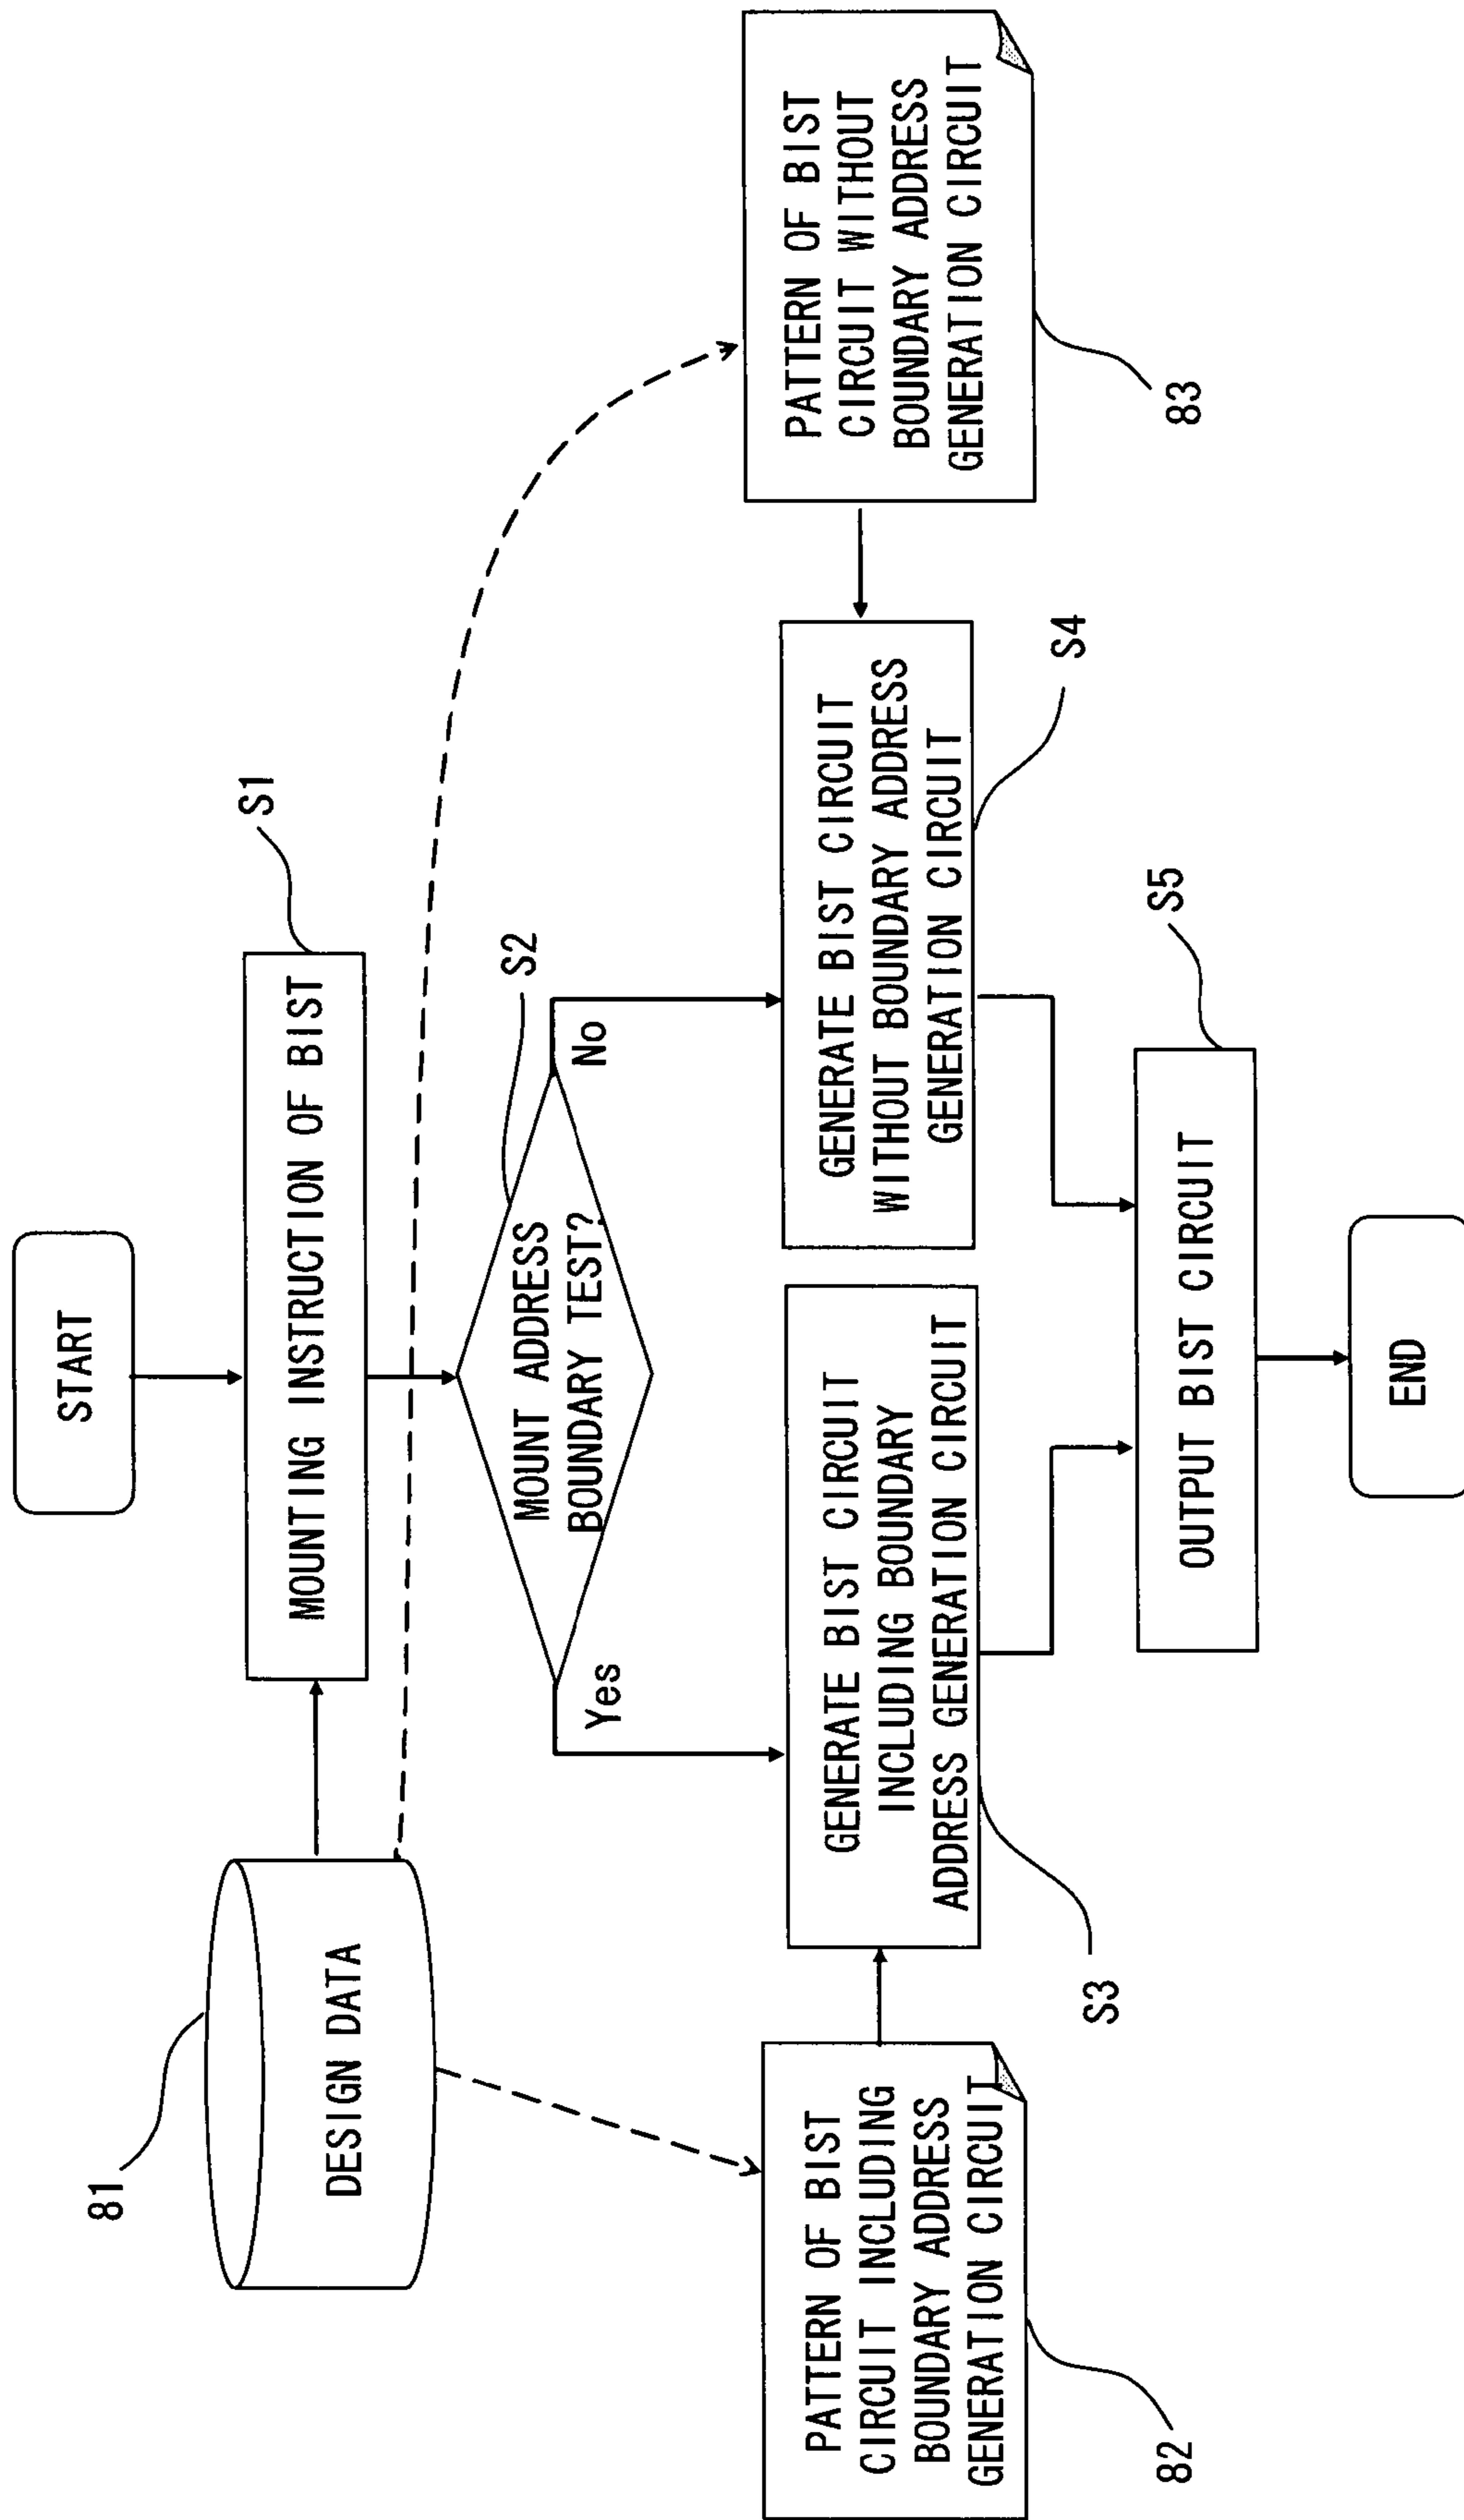 START
81
DESIGN DATA
MOUNTING INSTRUCTION OF BIST
S1
MOUNT ADDRESS
BOUNDARY TEST?
S2
Yes
No
PATTERN OF BIST
CIRCUIT INCLUDING
BOUNDARY ADDRESS
GENERATION CIRCUIT
82
GENERATE BIST CIRCUIT
INCLUDING BOUNDARY
ADDRESS GENERATION CIRCUIT
S3
GENERATE BIST CIRCUIT
WITHOUT BOUNDARY ADDRESS
GENERATION CIRCUIT
S4
PATTERN OF BIST
CIRCUIT WITHOUT
BOUNDARY ADDRESS
GENERATION CIRCUIT
83
OUTPUT BIST CIRCUIT
S5
END